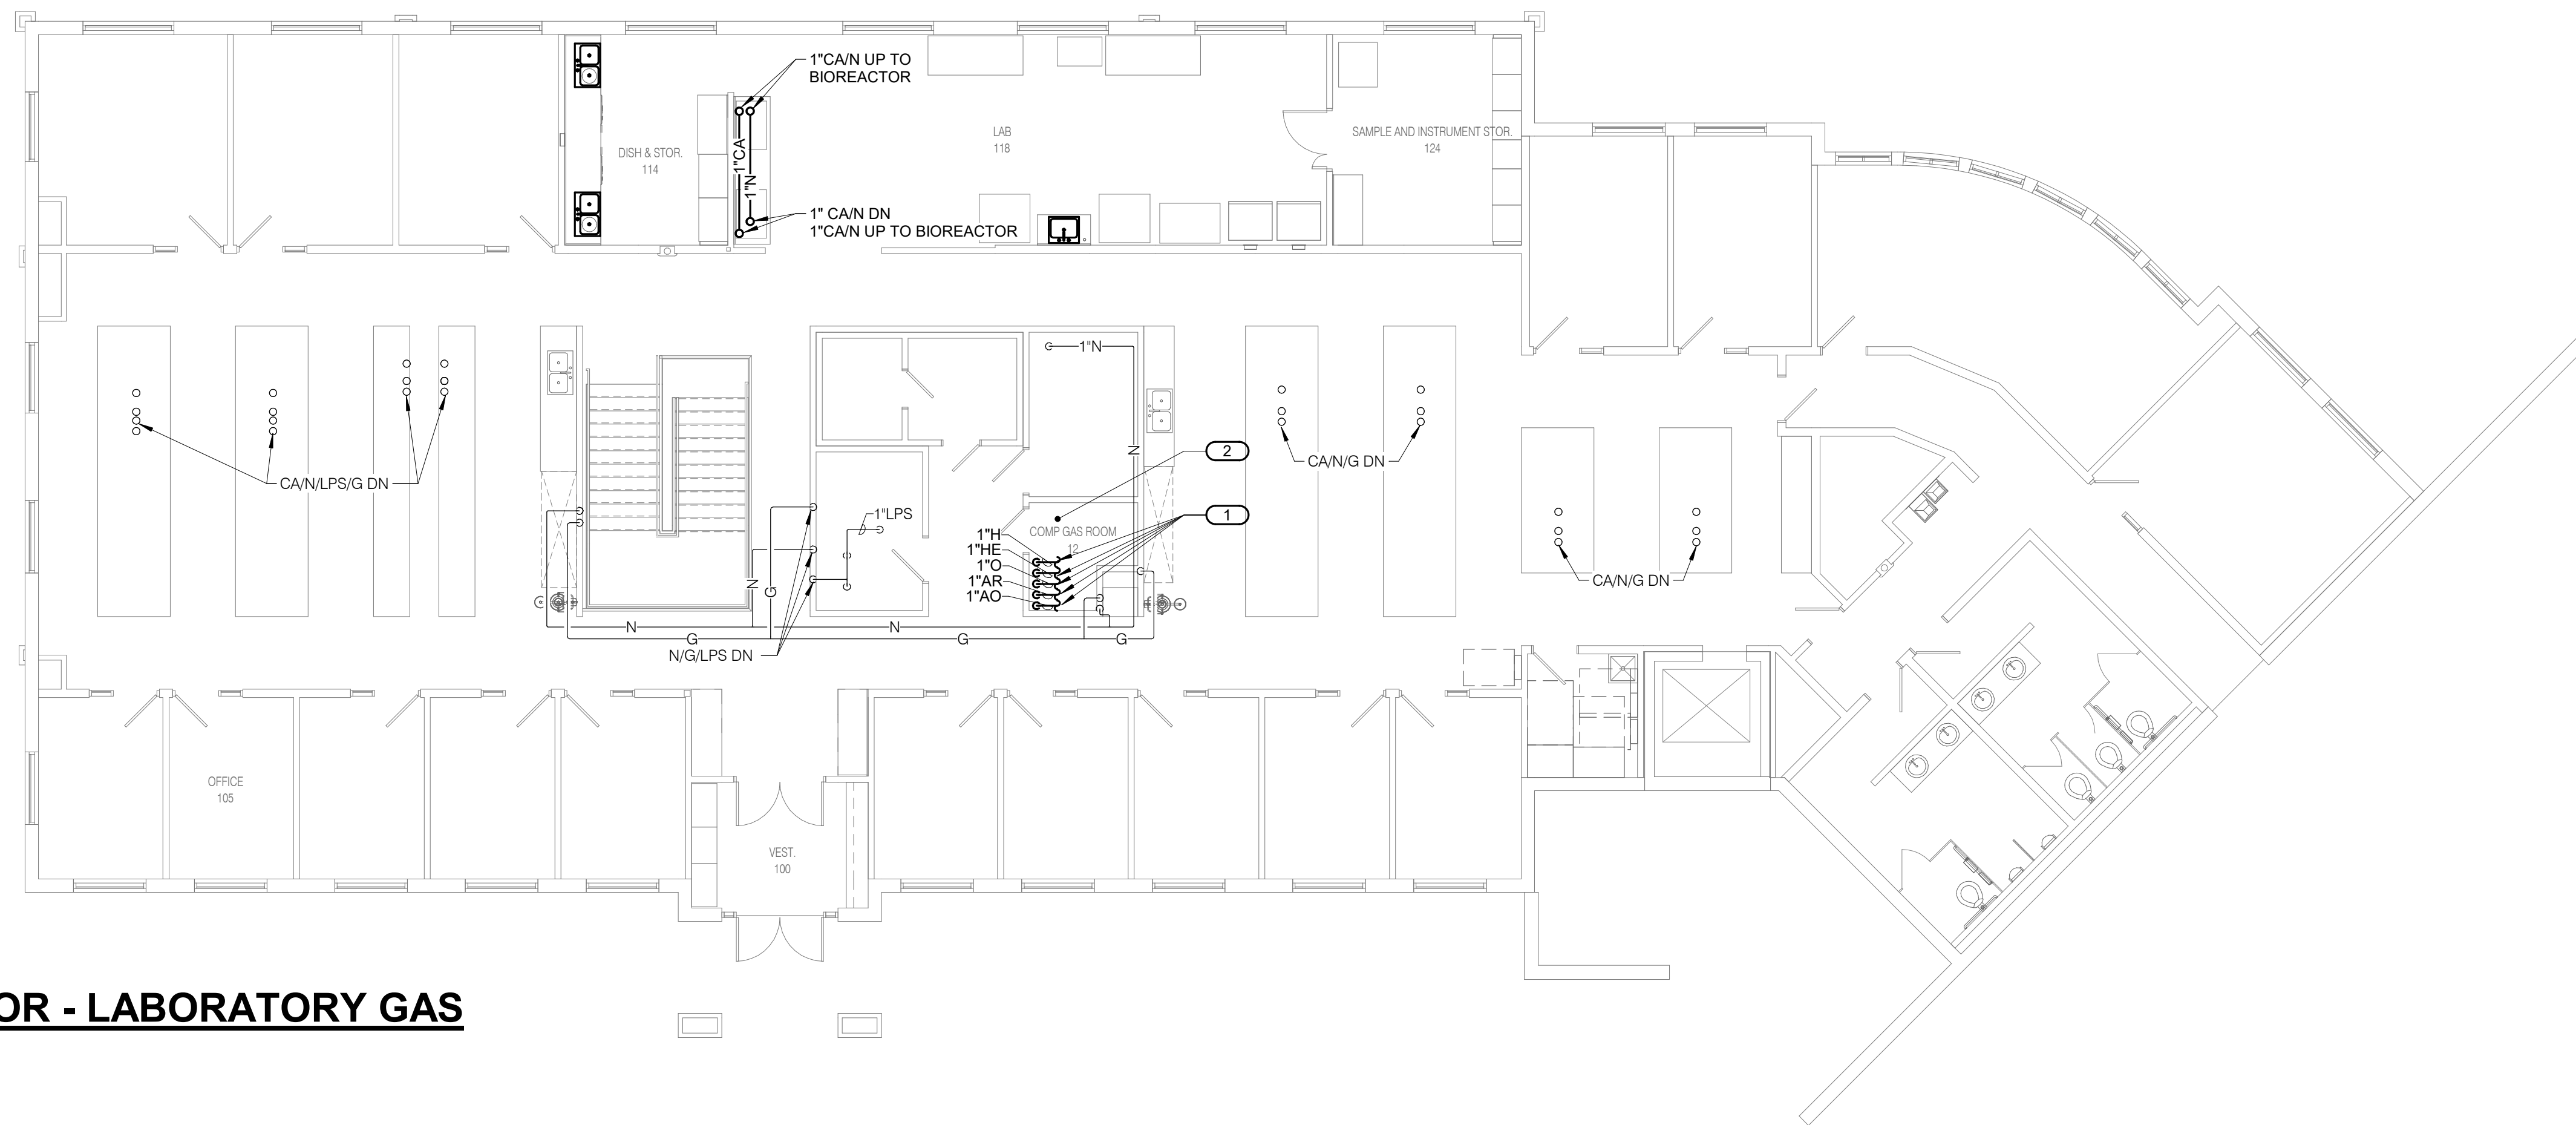 1"CA/N UP TO
BIOREACTOR
1"CA
1"N
DISH & STOR.
114
LAB
118
SAMPLE AND INSTRUMENT STOR.
124
1" CA/N DN
1"CA/N UP TO BIOREACTOR
1"N
N
2
CA/N/G DN
CA/N/LPS/G DN
1"LPS
1
COMP GAS ROOM
12
1"H
1"HE
1"O
1"AR
1"AO
CA/N/G DN
N
G
N
N
G
G
G
N/G/LPS DN
OFFICE
105
VEST.
100
OR - LABORATORY GAS